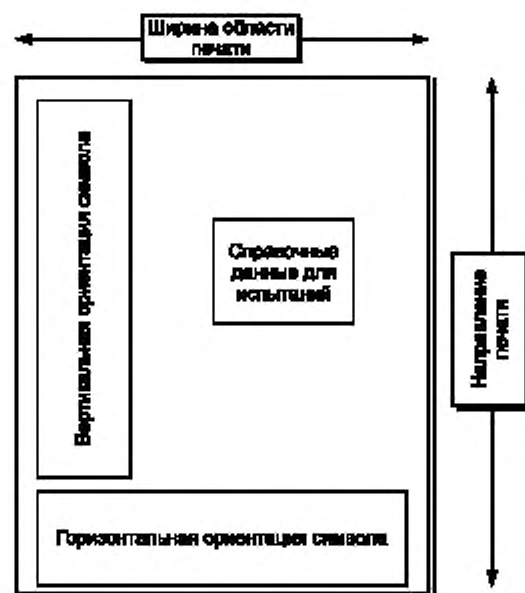 Ширина области
печати
Вертикальная ориентация символа
Справочные
данные для
испытаний
Направление
печати
Горизонтальная ориентация символа